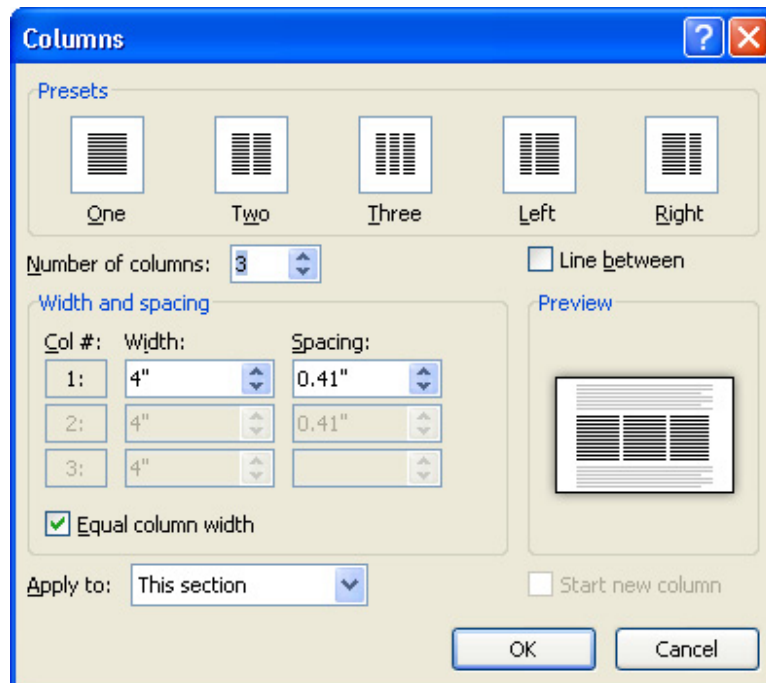 Columns
Presets
One Two Three Left Right
Number of columns: 3 Line between
Width and spacing Preview
Col #: Width: Spacing:
1: 4" 0.41"
2: 4" 0.41"
3: 4"
Equal column width
Apply to: This section Start new column
OK Cancel